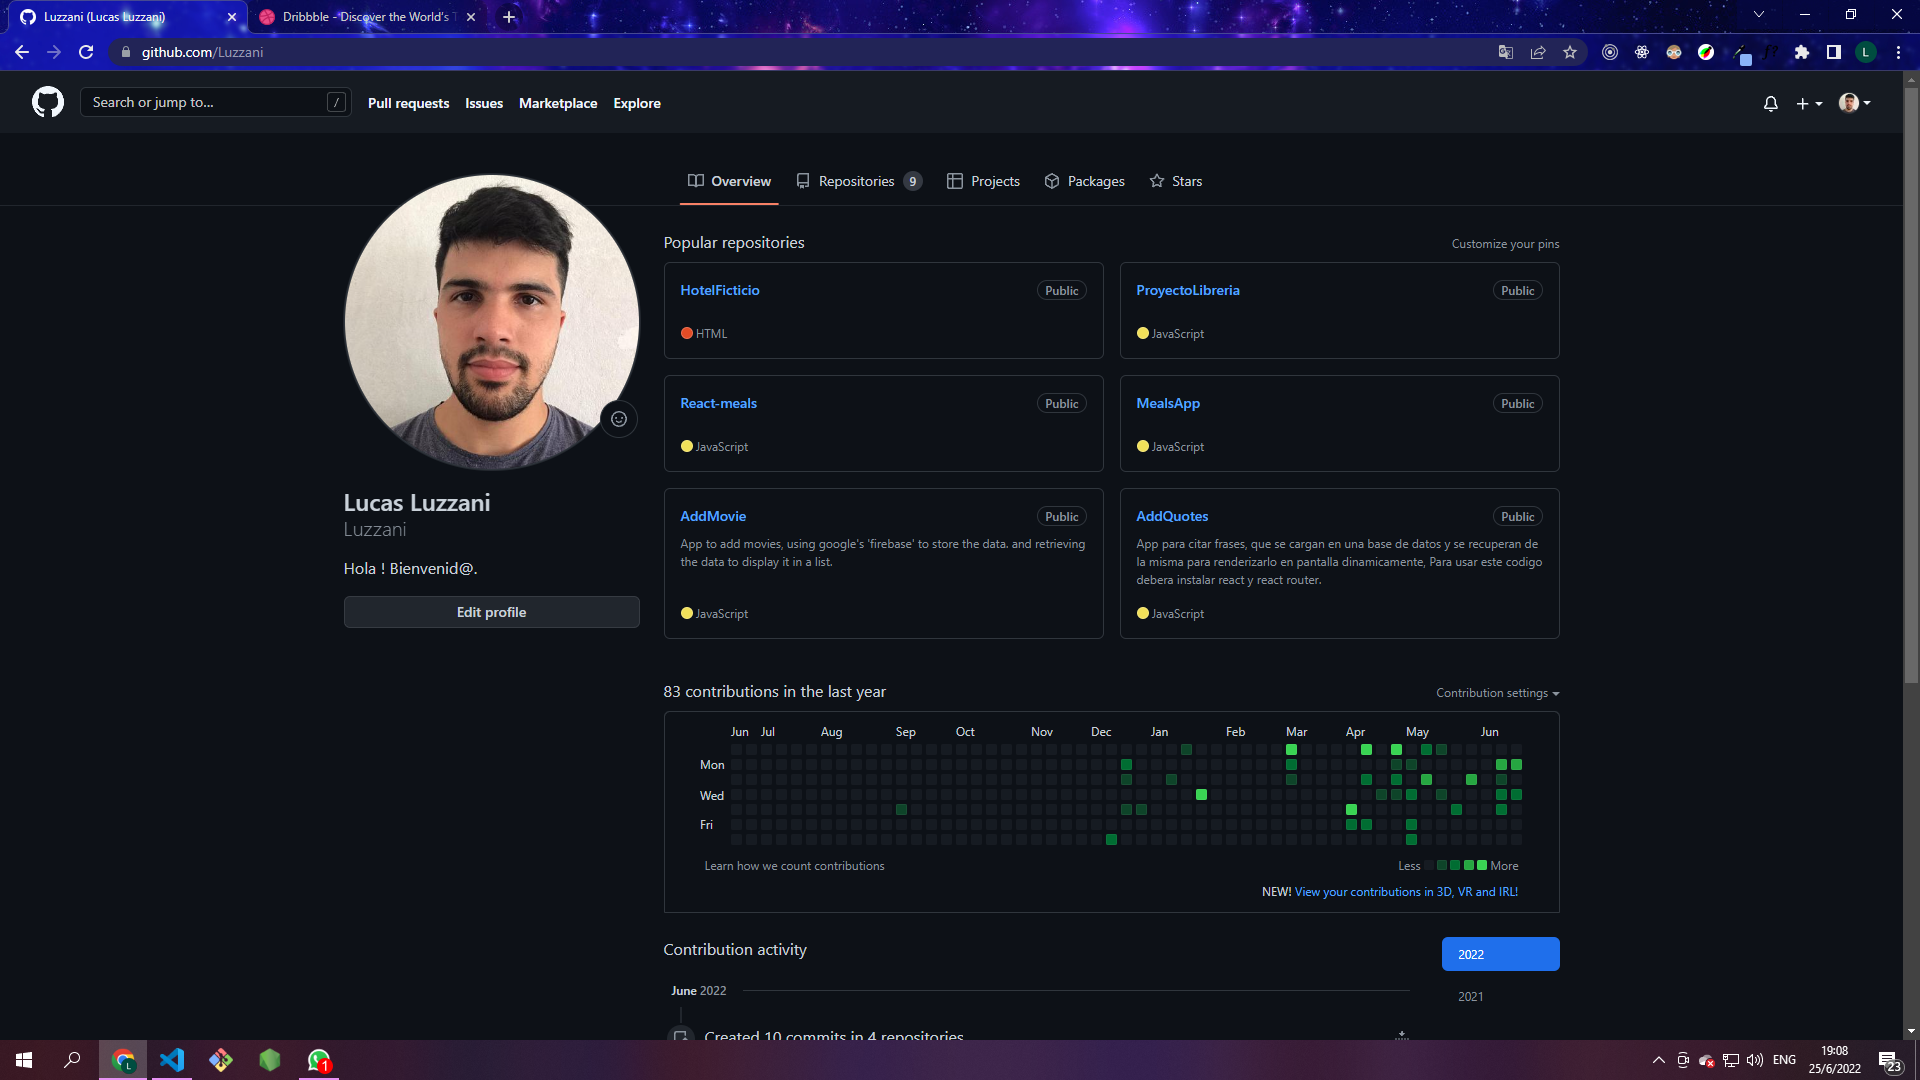 Luzzani (Lucas Luzzani)
Dribbble - Discover the World's
github.com/Luzzani
L
Search or jump to...
/
Pull requests
Issues
Marketplace
Explore
Overview
Repositories 9
Projects
Packages
Stars
Popular repositories
Customize your pins
HotelFicticio
Public
HTML
ProyectoLibreria
Public
JavaScript
React-meals
Public
JavaScript
MealsApp
Public
JavaScript
AddMovie
Public
App to add movies, using google's 'firebase' to store the data. and retrieving
the data to display it in a list.
JavaScript
AddQuotes
Public
App para citar frases, que se cargan en una base de datos y se recuperan de
la misma para renderizarlo en pantalla dinamicamente, Para usar este codigo
debera instalar react y react router.
JavaScript
Lucas Luzzani
Luzzani
Hola ! Bienvenid@.
Edit profile
83 contributions in the last year
Contribution settings
Jun Jul Aug Sep Oct Nov Dec Jan Feb Mar Apr May Jun
Mon
Wed
Fri
Learn how we count contributions
Less
More
NEW! View your contributions in 3D, VR and IRL!
Contribution activity
2022
2021
June 2022
Created 10 commits in 4 repositories
L
1
ENG
19:08
25/6/2022
23